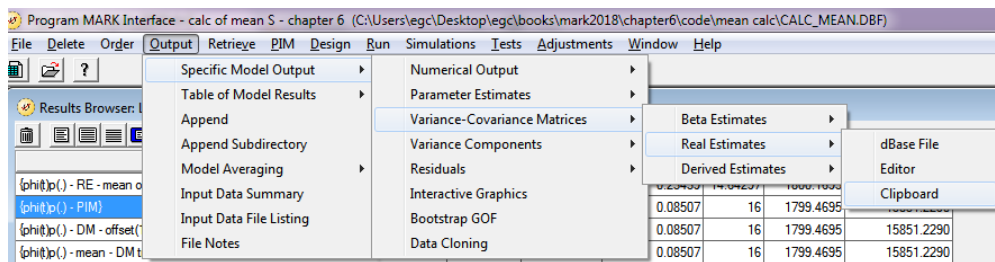 Program MARK Interface - calc of mean S - chapter 6 (C:\Users\egc\Desktop\egc\books\mark2018\chapter6\code\mean calc\CALC_MEAN.DBF)
File Delete Order Output Retrieve PIM Design Run Simulations Tests Adjustments Window Help
Specific Model Output
Table of Model Results
Append
Append Subdirectory
Model Averaging
Input Data Summary
Input Data File Listing
File Notes
Numerical Output
Parameter Estimates
Variance-Covariance Matrices
Variance Components
Residuals
Interactive Graphics
Bootstrap GOF
Data Cloning
Beta Estimates
Real Estimates
Derived Estimates
dBase File
Editor
Clipboard
Results Browser: L
{phi(t)p(.) - RE - mean o
{phi(t)p(.) - PIM} 0.08507 16 1799.4695
{phi(t)p(.) - DM - offset( 0.08507 16 1799.4695 15851.2290
{phi(t)p(.) - mean - DM t 0.08507 16 1799.4695 15851.2290